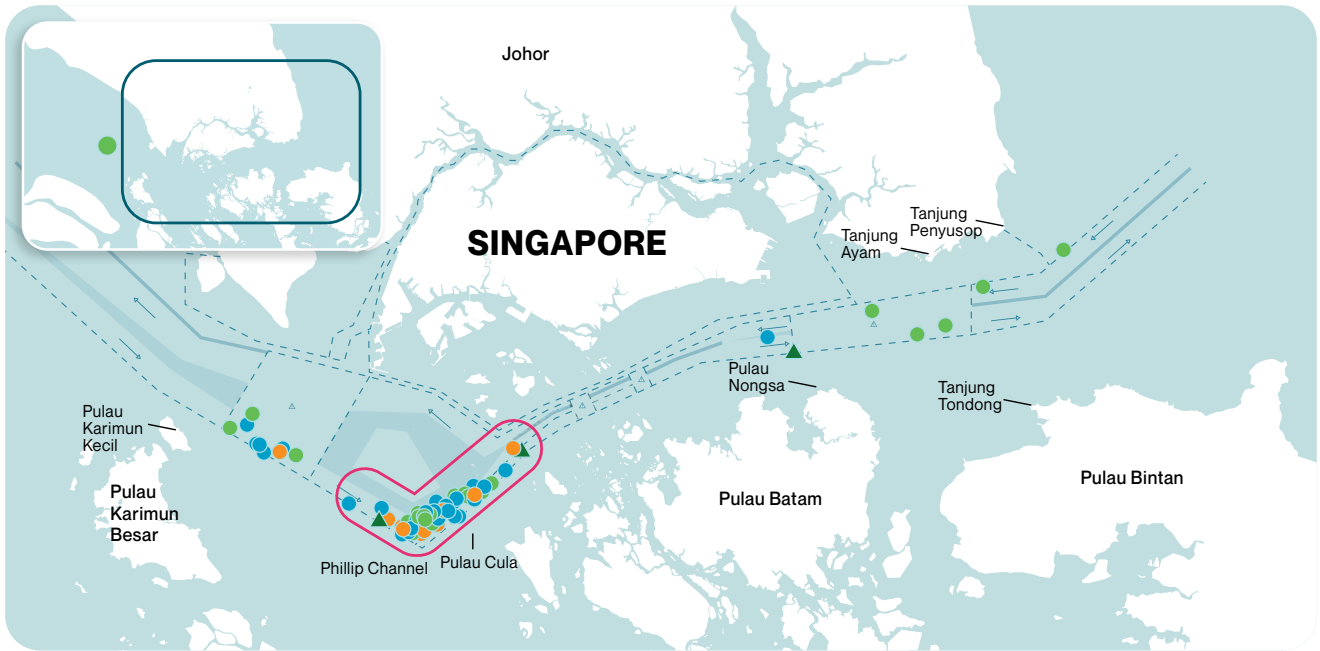 Johor
SINGAPORE
Tanjung
Penyusop
Tanjung
Ayam
Pulau
Nongsa
Tanjung
Tondong
Pulau
Karimun
Kecil
Pulau
Karimun
Besar
Pulau Batam
Pulau Bintan
Phillip Channel
Pulau Cula